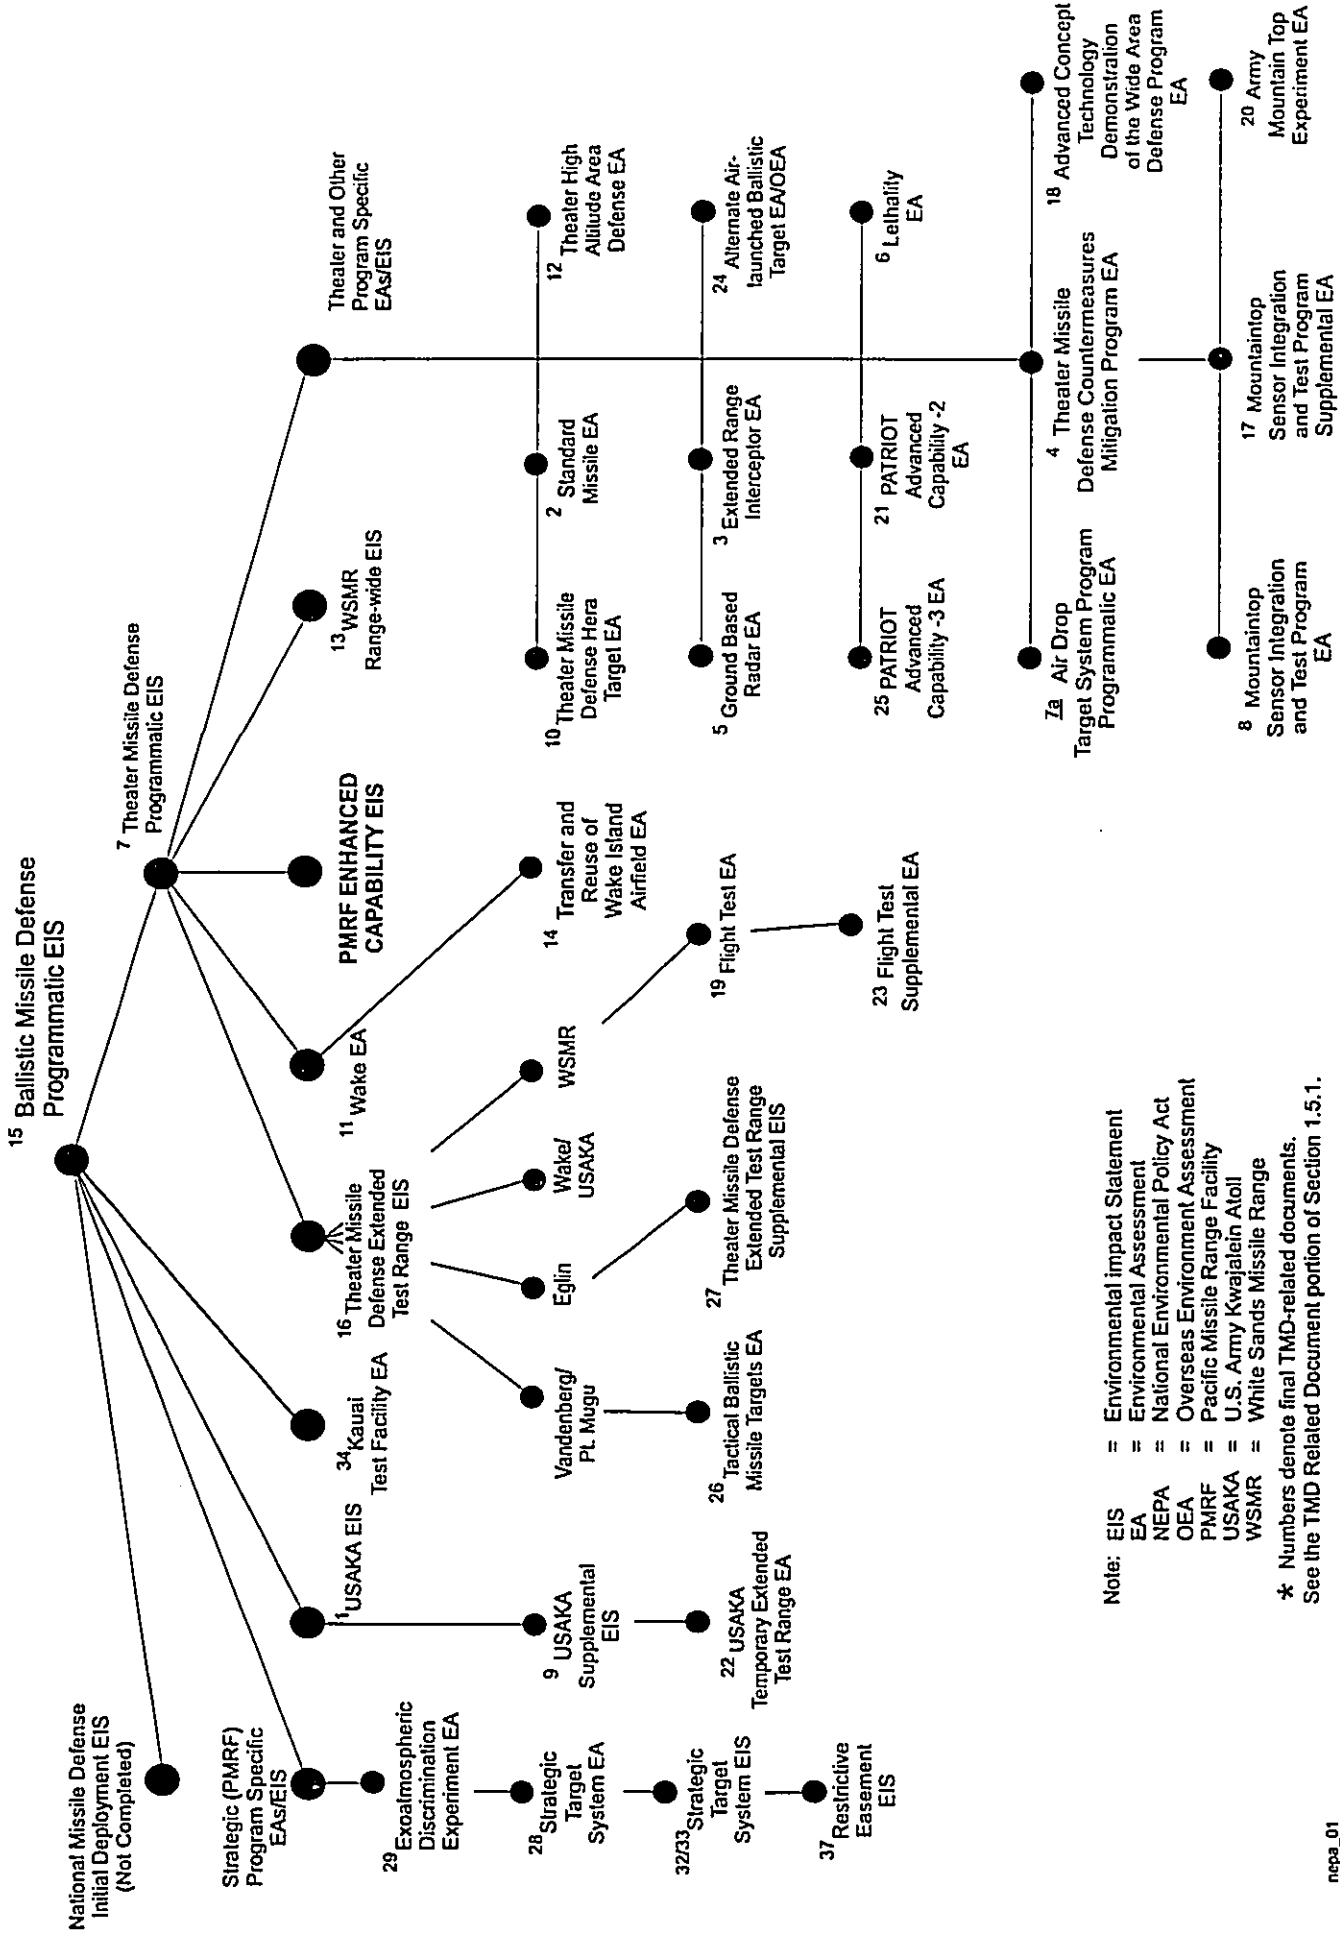 15 Ballistic Missile Defense
Programmatic EIS
National Missile Defense
Initial Deployment EIS
(Not Completed)
7 Theater Missile Defense
Programmatic EIS
Strategic (PMRF)
Program Specific
EAs/EIS
1 USAKA EIS
34 Kauai
Test Facility EA
16 Theater Missile
Defense Extended
Test Range EIS
11 Wake EA
PMRF ENHANCED
CAPABILITY EIS
13 WSMR
Range-wide EIS
Theater and Other
Program Specific
EAs/EIS
29 Exoatmospheric
Discrimination
Experiment EA
28 Strategic
Target
System EA
32/33 Strategic
Target
System EIS
37 Restrictive
Easement
EIS
9 USAKA
Supplemental
EIS
22 USAKA
Temporary Extended
Test Range EA
Vandenberg/
Pt. Mugu
Eglin
Wake/
USAKA
WSMR
14 Transfer and
Reuse of
Wake Island
Airfield EA
26 Tactical Ballistic
Missile Targets EA
27 Theater Missile Defense
Extended Test Range
Supplemental EIS
19 Flight Test EA
23 Flight Test
Supplemental EA
10 Theater Missile
Defense Hera
Target EA
2 Standard
Missile EA
12 Theater High
Altitude Area
Defense EA
5 Ground Based
Radar EA
3 Extended Range
Interceptor EA
24 Alternate Air-
launched Ballistic
Target EA/OEA
25 PATRIOT
Advanced
Capability -3 EA
21 PATRIOT
Advanced
Capability -2
EA
6 Lethality
EA
7a Air Drop
Target System Program
Programmatic EA
4 Theater Missile
Defense Countermeasures
Mitigation Program EA
18 Advanced Concept
Technology
Demonstration
of the Wide Area
Defense Program
EA
8 Mountaintop
Sensor Integration
and Test Program
EA
17 Mountaintop
Sensor Integration
and Test Program
Supplemental EA
20 Army
Mountain Top
Experiment EA
Note: EIS = Environmental impact Statement
EA = Environmental Assessment
NEPA = National Environmental Policy Act
OEA = Overseas Environment Assessment
PMRF = Pacific Missile Range Facility
USAKA = U.S. Army Kwajalein Atoll
WSMR = White Sands Missile Range
* Numbers denote final TMD-related documents.
See the TMD Related Document portion of Section 1.5.1.
nepa_01